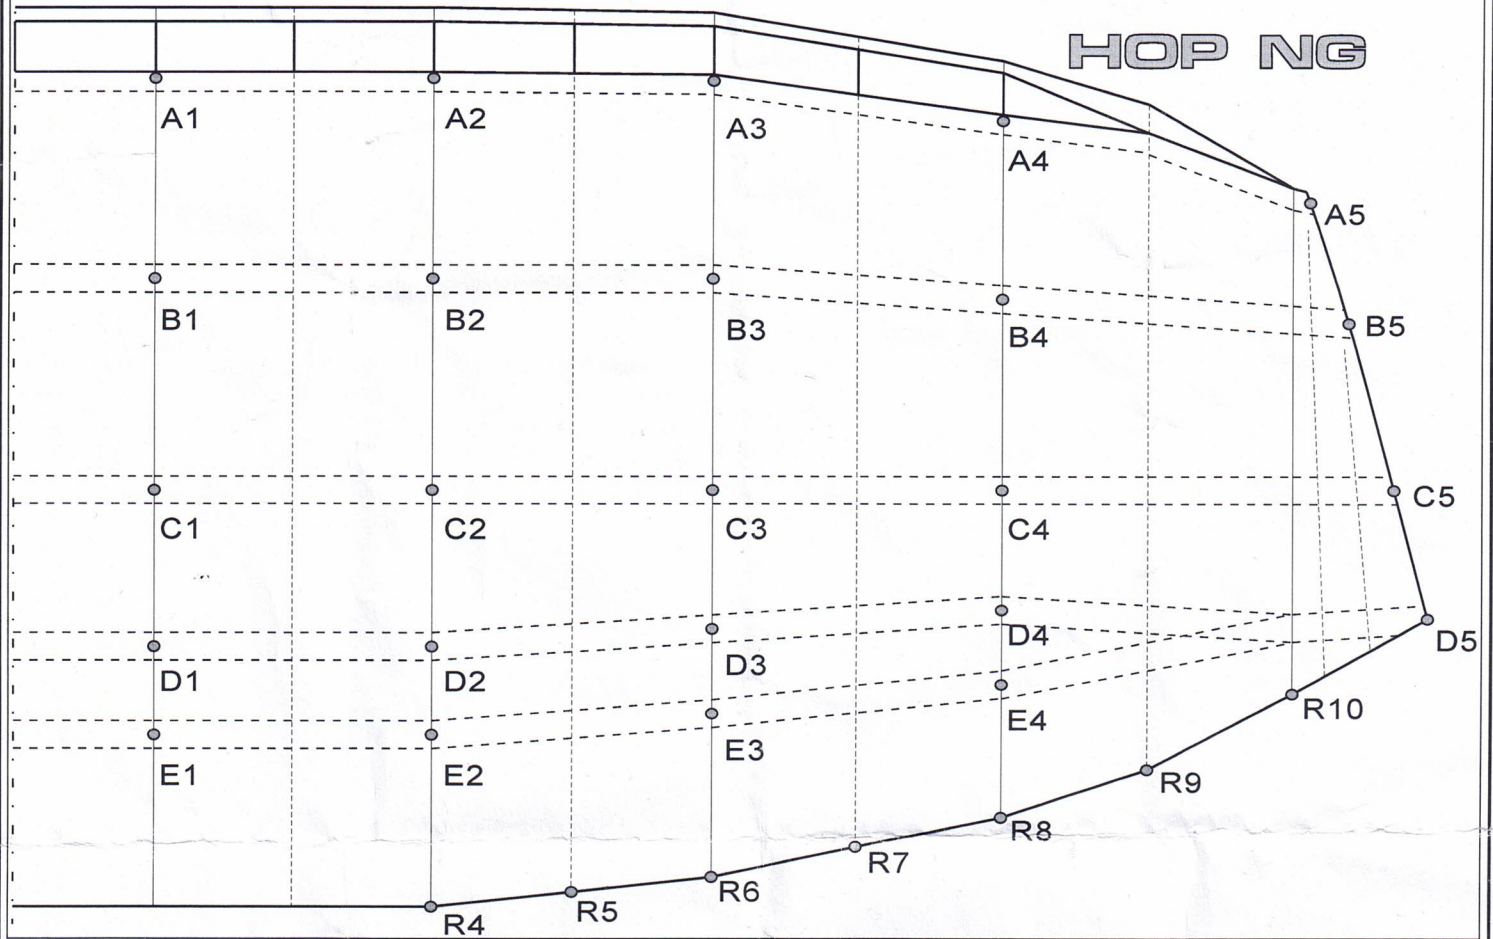 HOP NG
A1 A2 A3 A4 A5
B1 B2 B3 B4 B5
C1 C2 C3 C4 C5
D1 D2 D3 D4 D5
E1 E2 E3 E4
R10
R9
R8
R7
R6
R5
R4